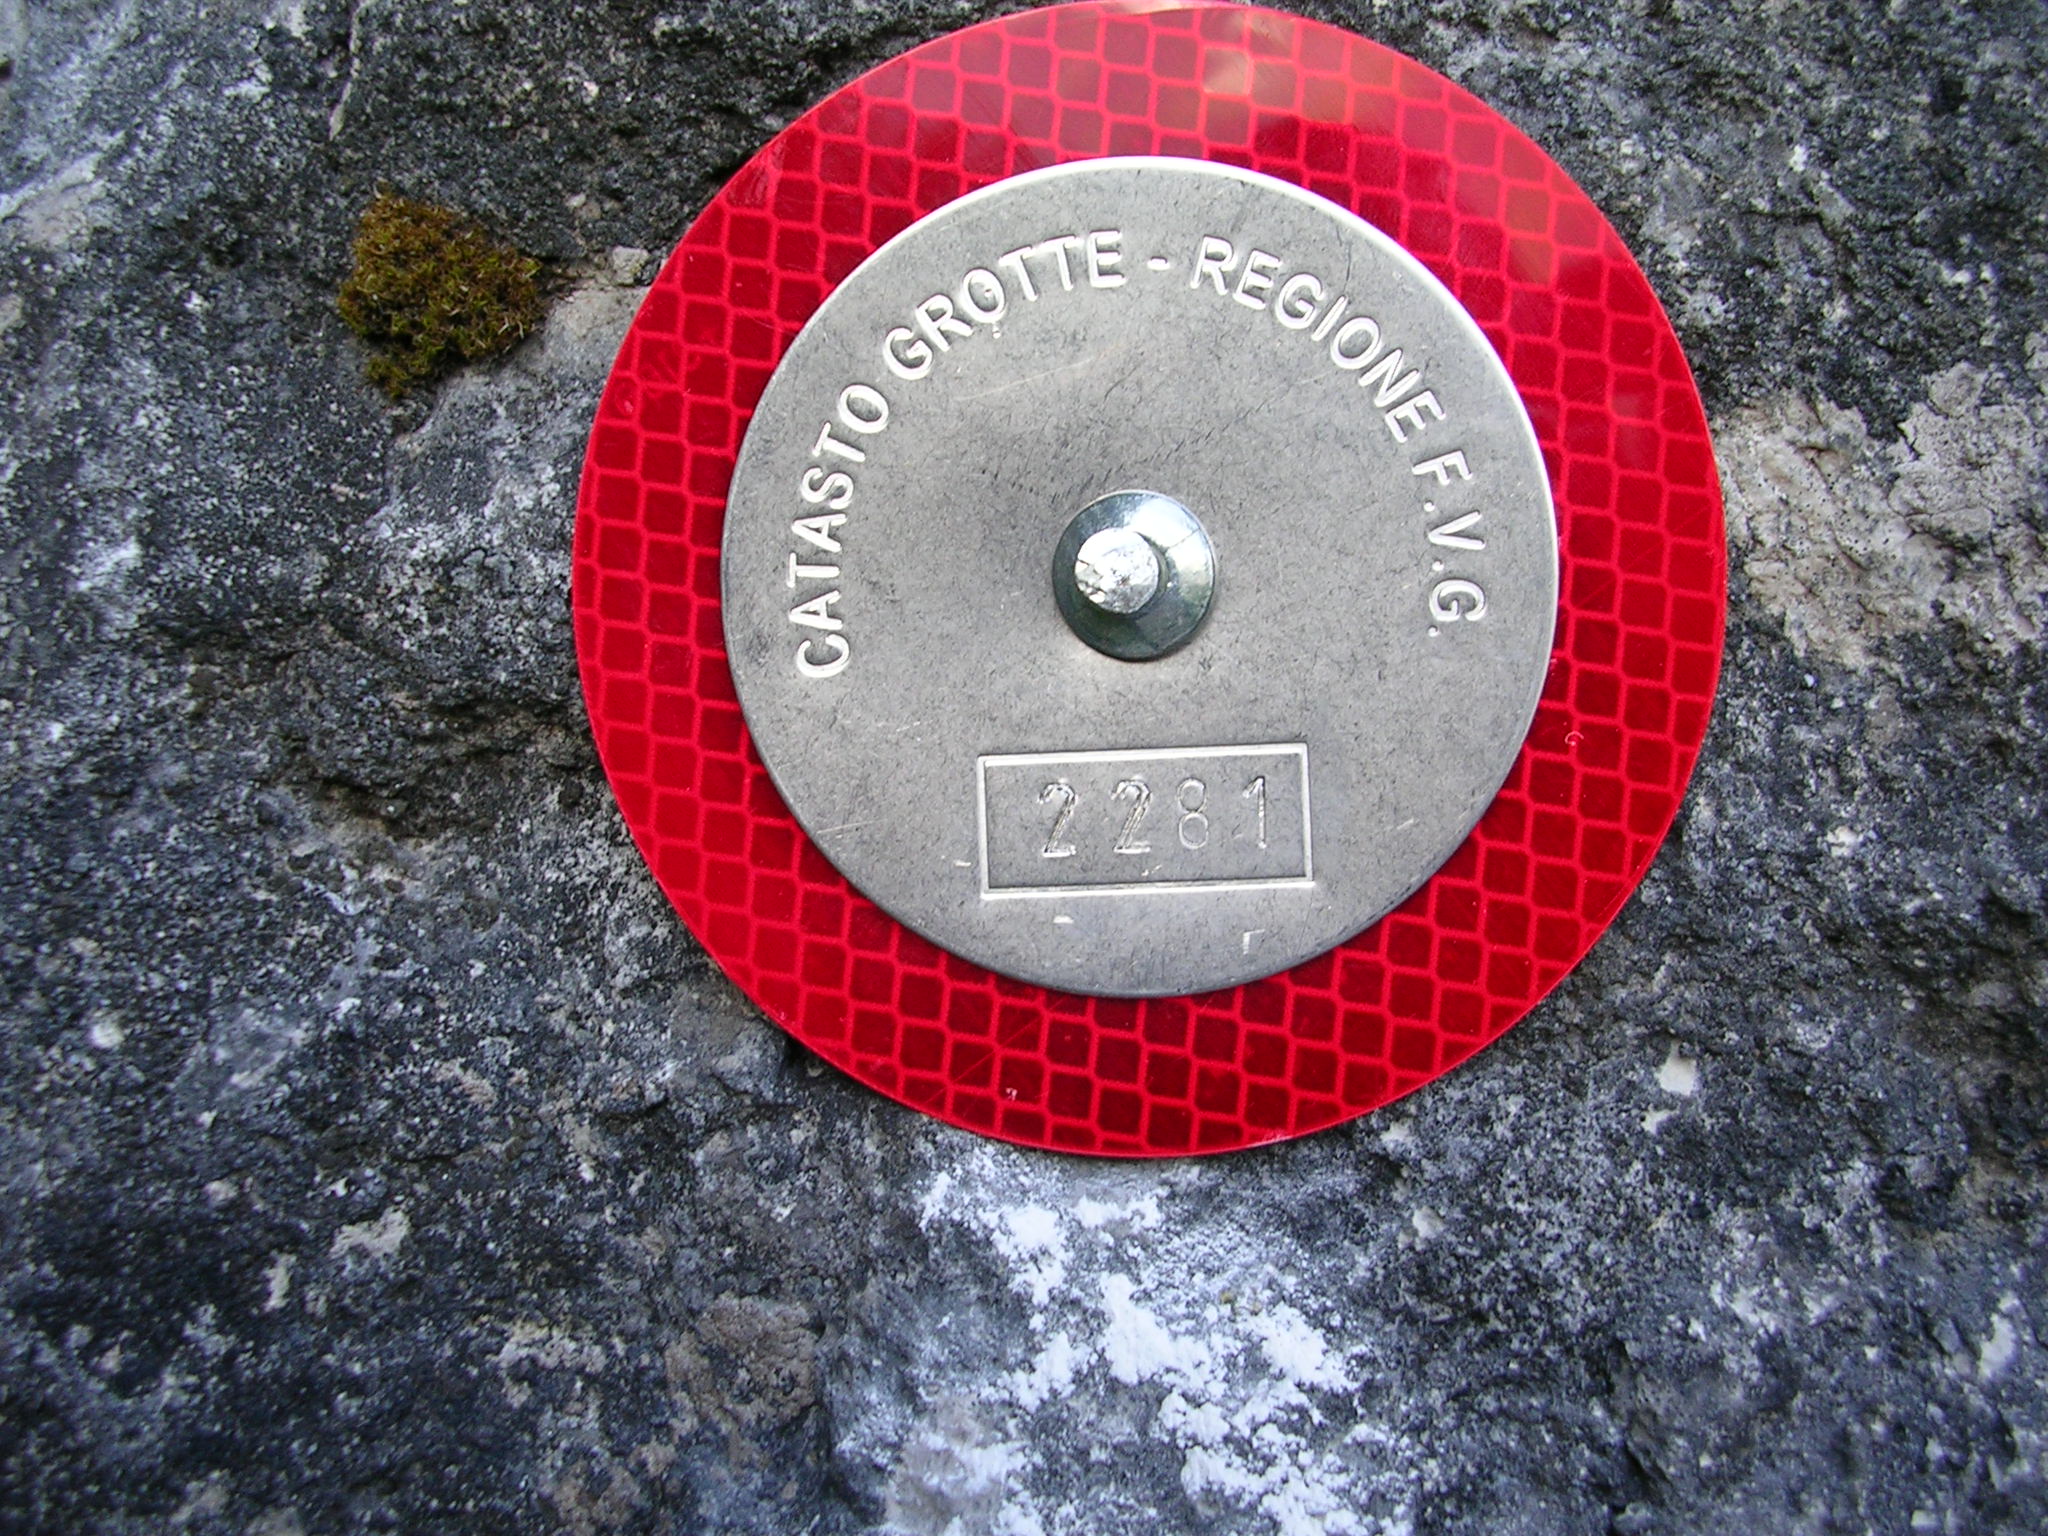 CATASTO GROTTE - REGIONE F.V.G.
2281